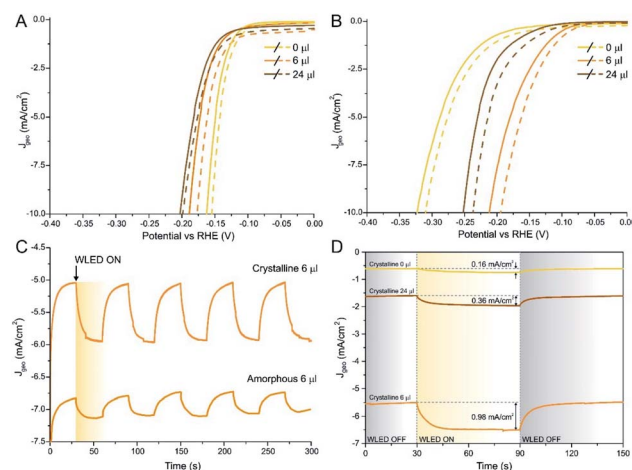 A
0.0
-2.5
-5.0
-7.5
-10.0
J geo (mA/cm²)
0 µl
6 µl
24 µl
-0.40 -0.35 -0.30 -0.25 -0.20 -0.15 -0.10 -0.05 0.00
Potential vs RHE (V)
B
0.0
-2.5
-5.0
-7.5
-10.0
J geo (mA/cm²)
0 µl
6 µl
24 µl
-0.40 -0.35 -0.30 -0.25 -0.20 -0.15 -0.10 -0.05 0.00
Potential vs RHE (V)
C
-4.5
-5.0
-5.5
-6.0
-6.5
-7.0
-7.5
J geo (mA/cm²)
WLED ON
Crystalline 6 µl
Amorphous 6 µl
0 50 100 150 200 250 300
Time (s)
D
1
0
-1
-2
-3
-4
-5
-6
-7
J geo (mA/cm²)
Crystalline 0 µl
0.16 mA/cm²
Crystalline 24 µl
0.36 mA/cm²
Crystalline 6 µl
0.98 mA/cm²
WLED OFF WLED ON WLED OFF
0 30 60 90 120 150
Time (s)